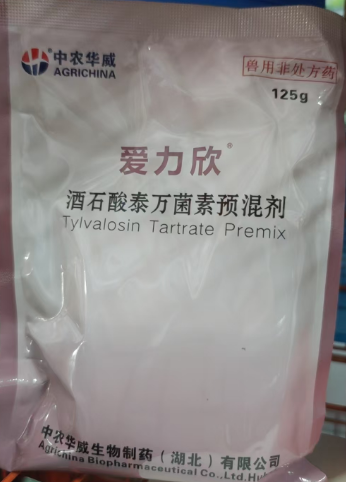 中农华威
AGRICHINA
兽用非处方药
125g
爱力欣®
酒石酸泰万菌素预混剂
Tylvalosin Tartrate Premix
中农华威生物制药（湖北）有限公司
Agrichina Biopharmaceutical Co.,Ltd.Hubei